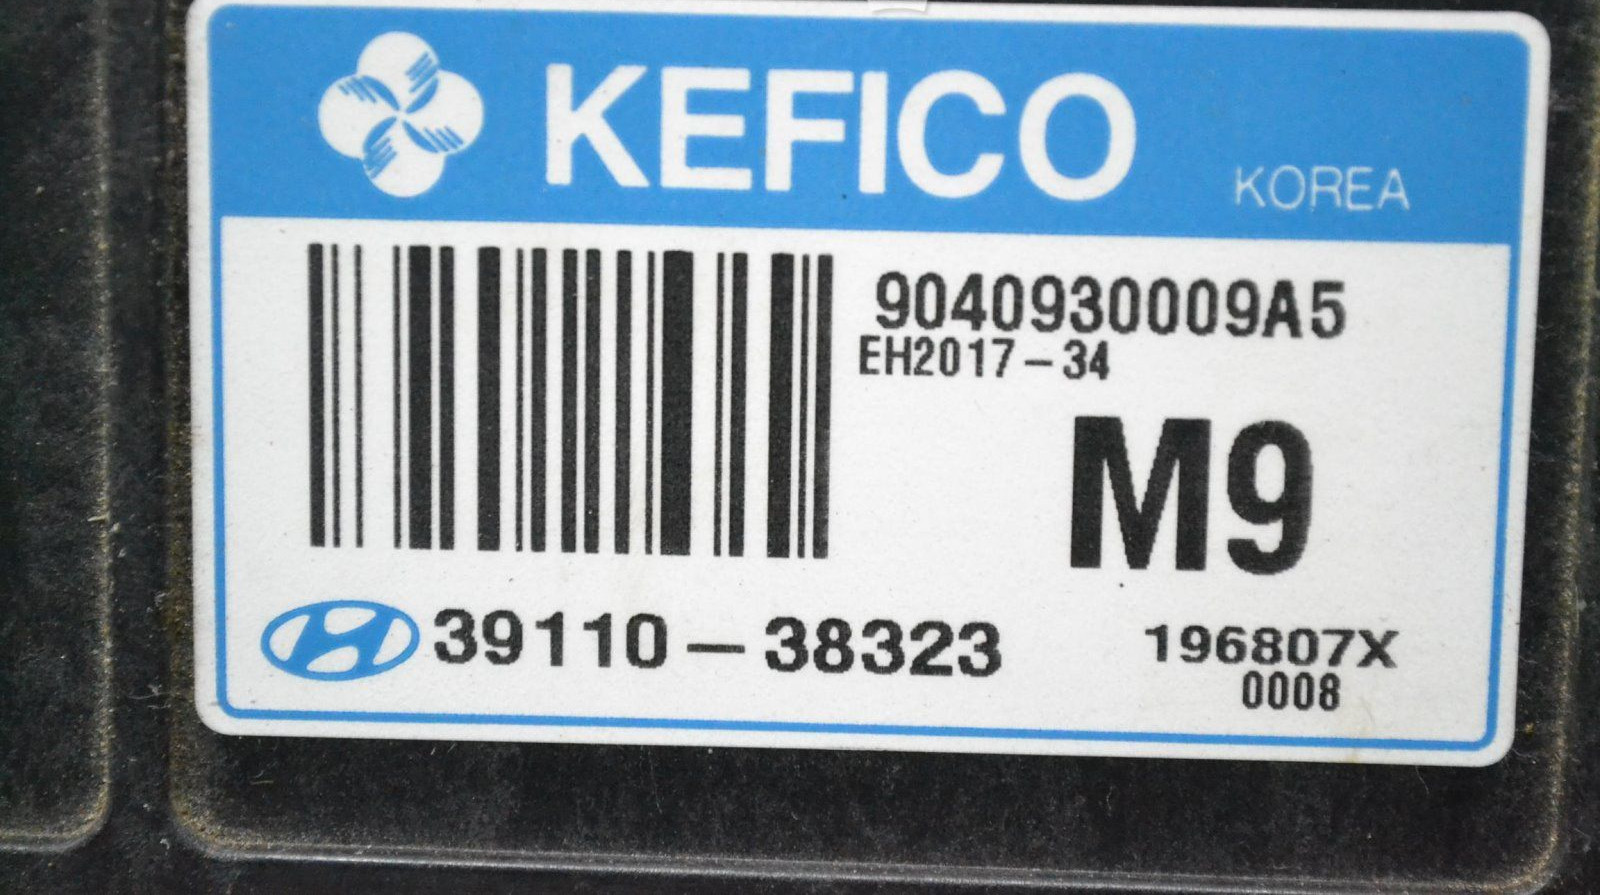 KEFICO KOREA
9040930009A5
EH2017-34
M9
39110-38323
196807X
0008